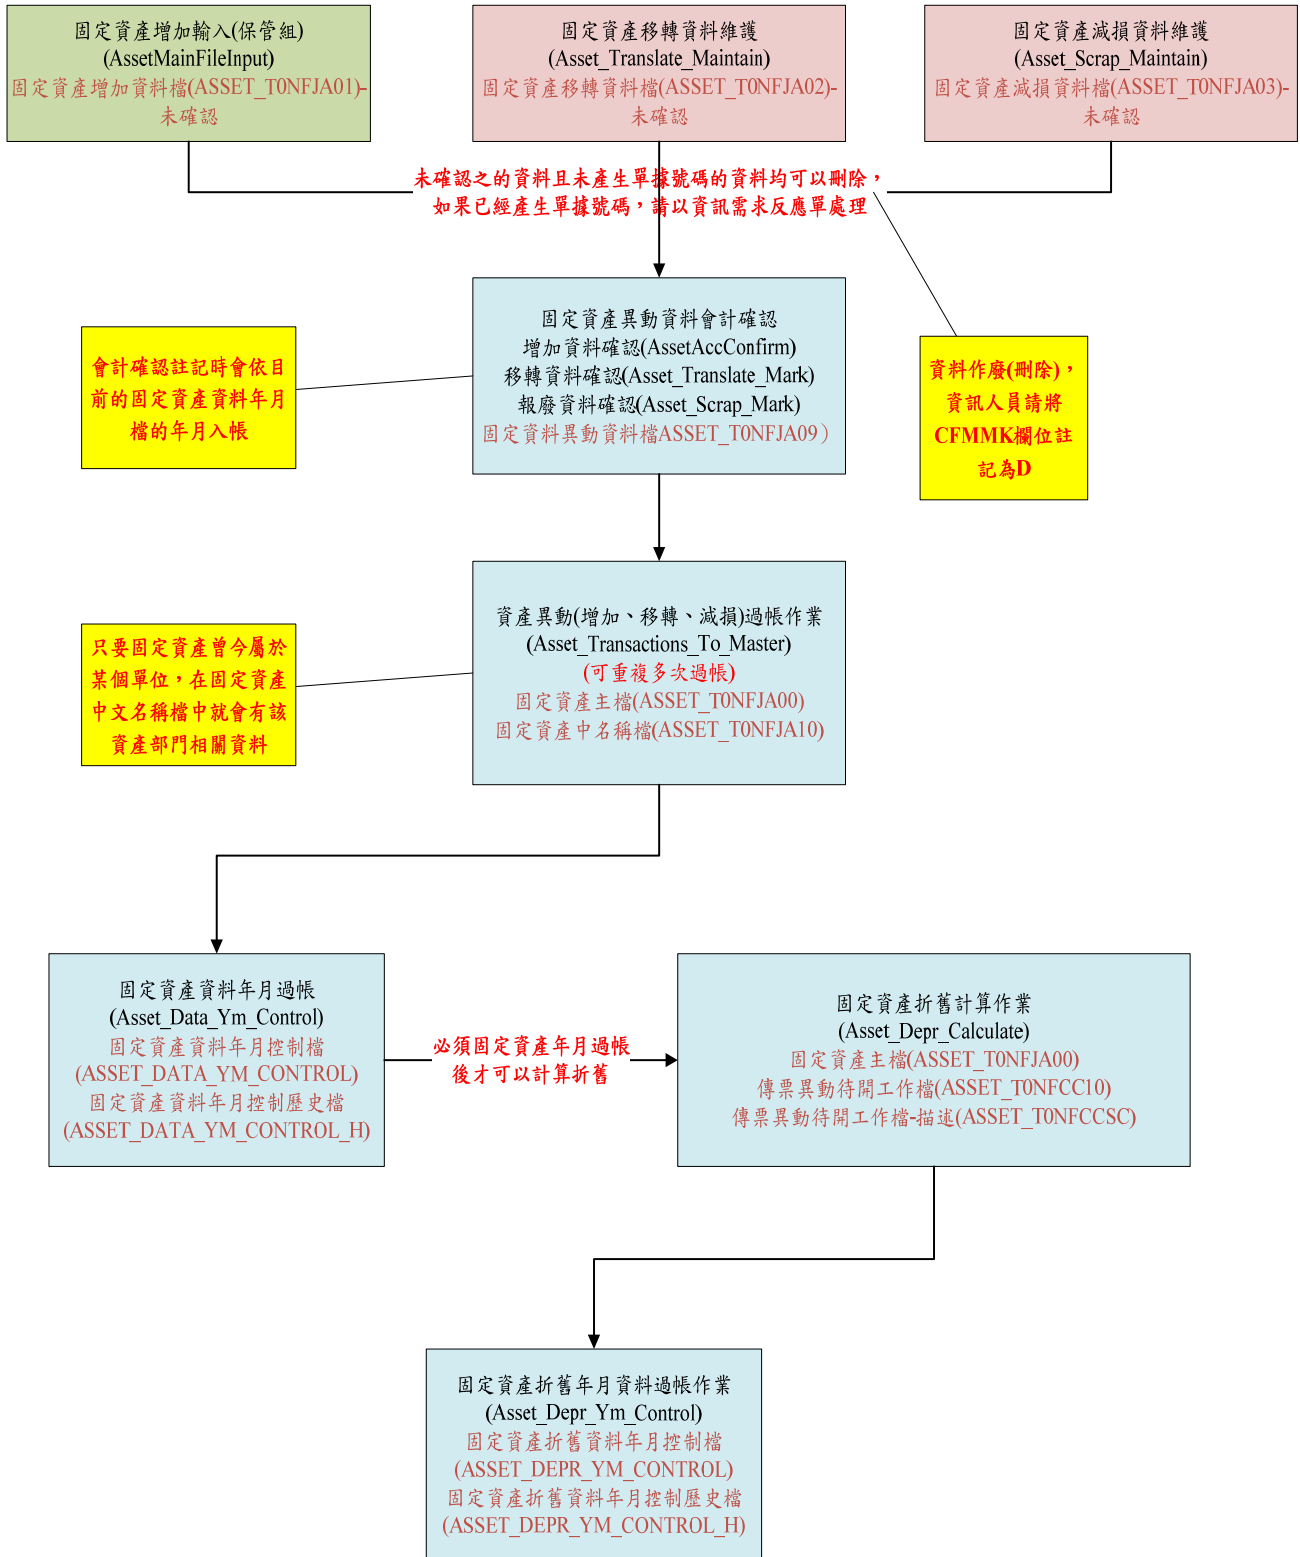 固定資產增加輸入(保管組)
(AssetMainFileInput)
固定資產增加資料檔(ASSET_T0NFJA01)-
未確認
固定資產移轉資料維護
(Asset_Translate_Maintain)
固定資產移轉資料檔(ASSET_T0NFJA02)-
未確認
固定資產減損資料維護
(Asset_Scrap_Maintain)
固定資產減損資料檔(ASSET_T0NFJA03)-
未確認
未確認之的資料且未產生單據號碼的資料均可以刪除，
如果已經產生單據號碼，請以資訊需求反應單處理
固定資產異動資料會計確認
增加資料確認(AssetAccConfirm)
移轉資料確認(Asset_Translate_Mark)
報廢資料確認(Asset_Scrap_Mark)
固定資料異動資料檔ASSET_T0NFJA09）
會計確認註記時會依目
前的固定資產資料年月
檔的年月入帳
資料作廢(刪除)，
資訊人員請將
CFMMK欄位註
記為D
資產異動(增加、移轉、減損)過帳作業
(Asset_Transactions_To_Master)
(可重複多次過帳)
固定資產主檔(ASSET_T0NFJA00)
固定資產中名稱檔(ASSET_T0NFJA10)
只要固定資產曾今屬於
某個單位，在固定資產
中文名稱檔中就會有該
資產部門相關資料
固定資產資料年月過帳
(Asset_Data_Ym_Control)
固定資產資料年月控制檔
(ASSET_DATA_YM_CONTROL)
固定資產資料年月控制歷史檔
(ASSET_DATA_YM_CONTROL_H)
必須固定資產年月過帳
後才可以計算折舊
固定資產折舊計算作業
(Asset_Depr_Calculate)
固定資產主檔(ASSET_T0NFJA00)
傳票異動待開工作檔(ASSET_T0NFCC10)
傳票異動待開工作檔-描述(ASSET_T0NFCCSC)
固定資產折舊年月資料過帳作業
(Asset_Depr_Ym_Control)
固定資產折舊資料年月控制檔
(ASSET_DEPR_YM_CONTROL)
固定資產折舊資料年月控制歷史檔
(ASSET_DEPR_YM_CONTROL_H)